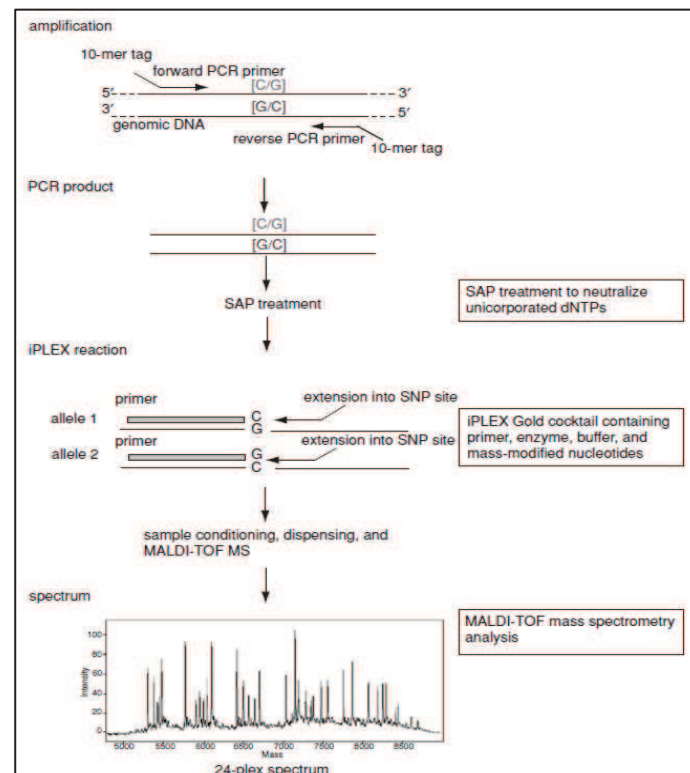 amplification
10-mer tag
forward PCR primer
[C/G]
5′ 3′
[G/C]
3′ 5′
genomic DNA
reverse PCR primer
10-mer tag
PCR product
[C/G]
[G/C]
SAP treatment
SAP treatment to neutralize
unicorporated dNTPs
iPLEX reaction
primer
extension into SNP site
allele 1
C
G
primer
extension into SNP site
allele 2
G
C
iPLEX Gold cocktail containing
primer, enzyme, buffer, and
mass-modified nucleotides
sample conditioning, dispensing, and
MALDI-TOF MS
spectrum
MALDI-TOF mass spectrometry
analysis
Intensity
100
80
60
40
20
0
5000 5500 6000 6500 7000 7500 8000 8500
Mass
24-plex spectrum